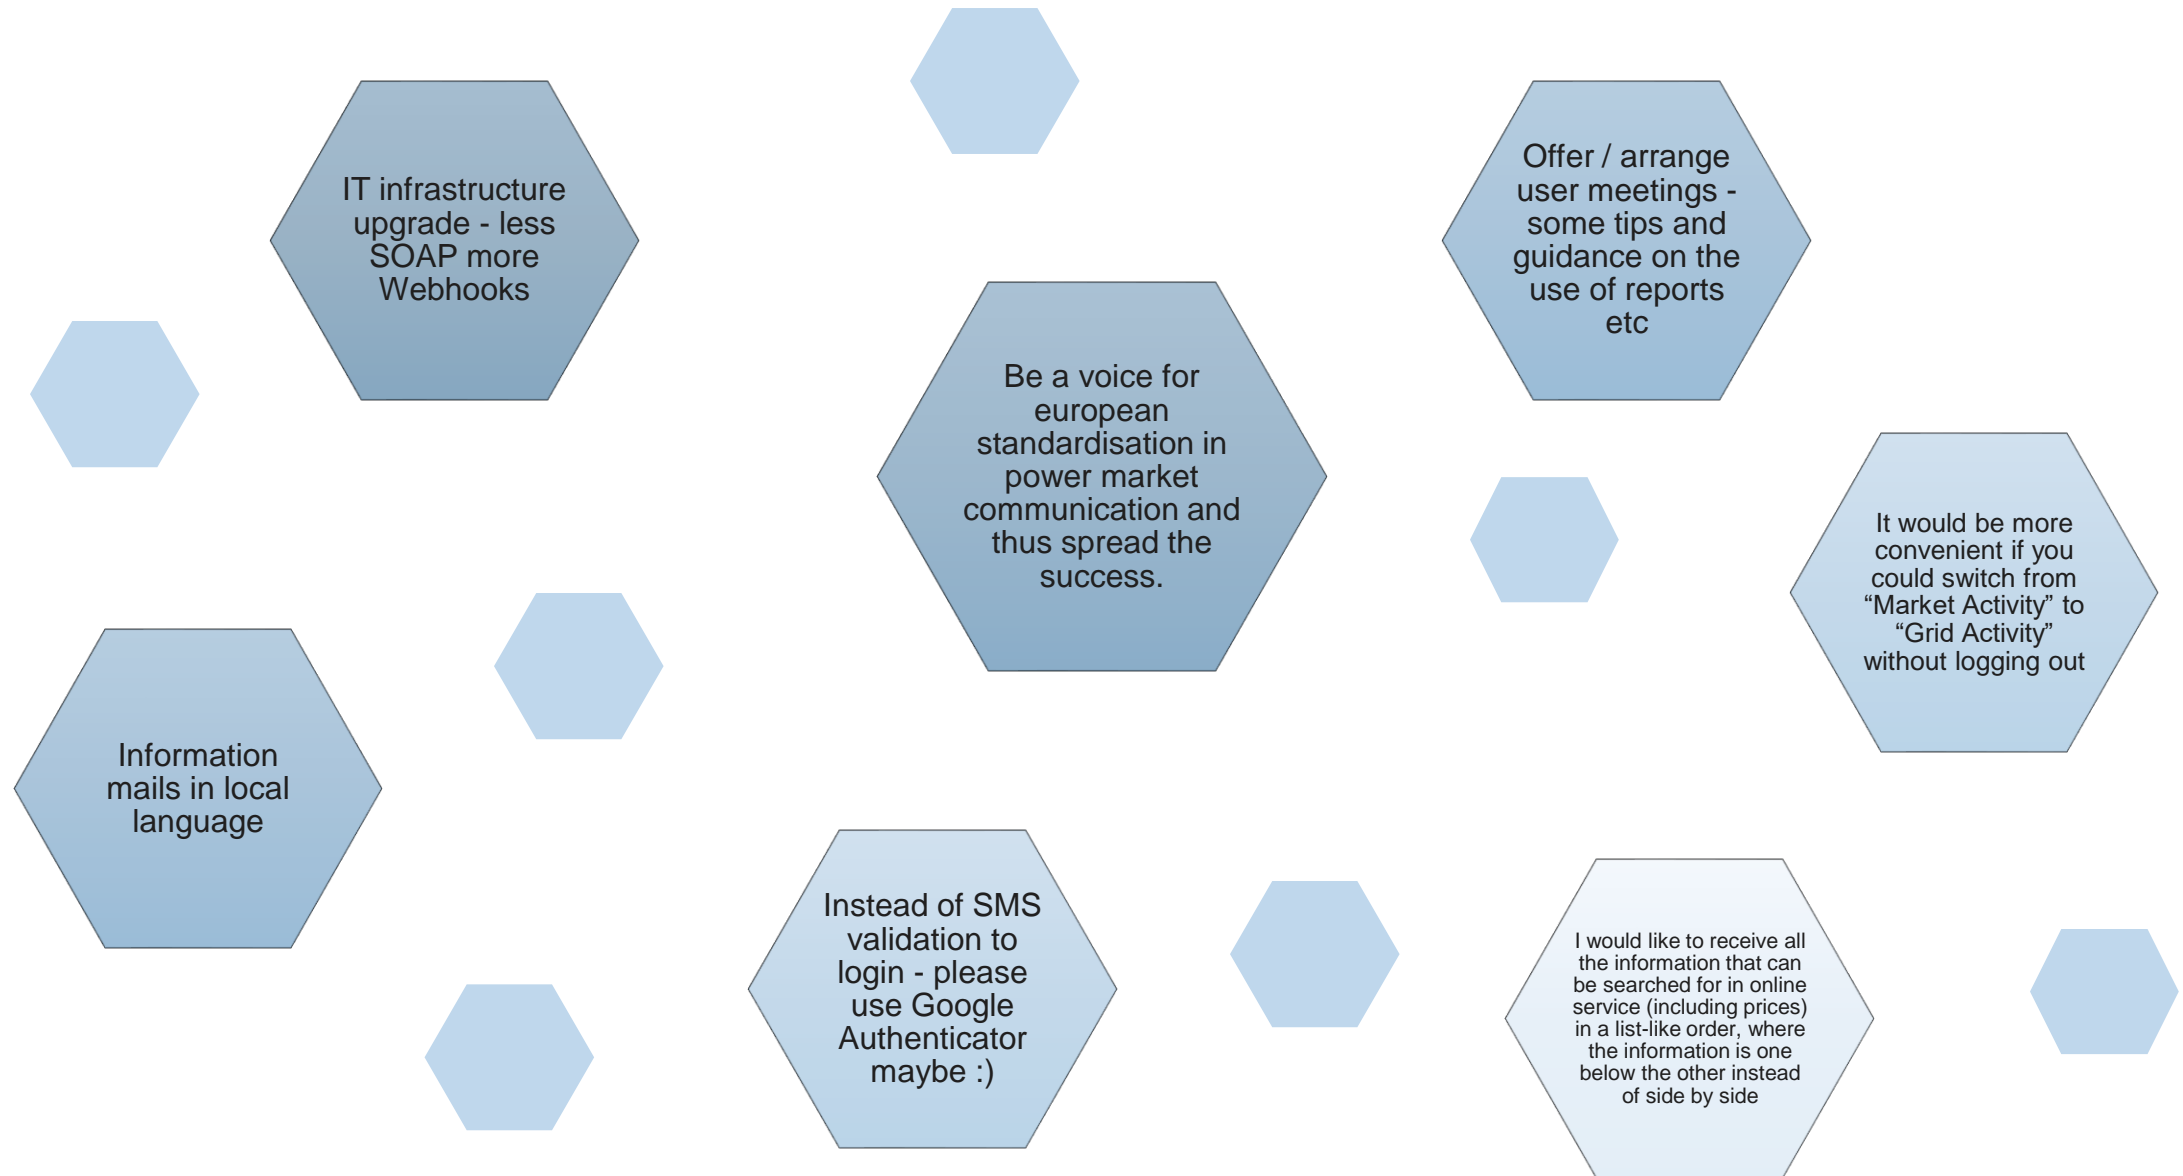 IT infrastructure
upgrade - less
SOAP more
Webhooks
Offer / arrange
user meetings -
some tips and
guidance on the
use of reports
etc
Be a voice for
european
standardisation in
power market
communication and
thus spread the
success.
It would be more
convenient if you
could switch from
“Market Activity” to
“Grid Activity”
without logging out
Information
mails in local
language
Instead of SMS
validation to
login - please
use Google
Authenticator
maybe :)
I would like to receive all
the information that can
be searched for in online
service (including prices)
in a list-like order, where
the information is one
below the other instead
of side by side